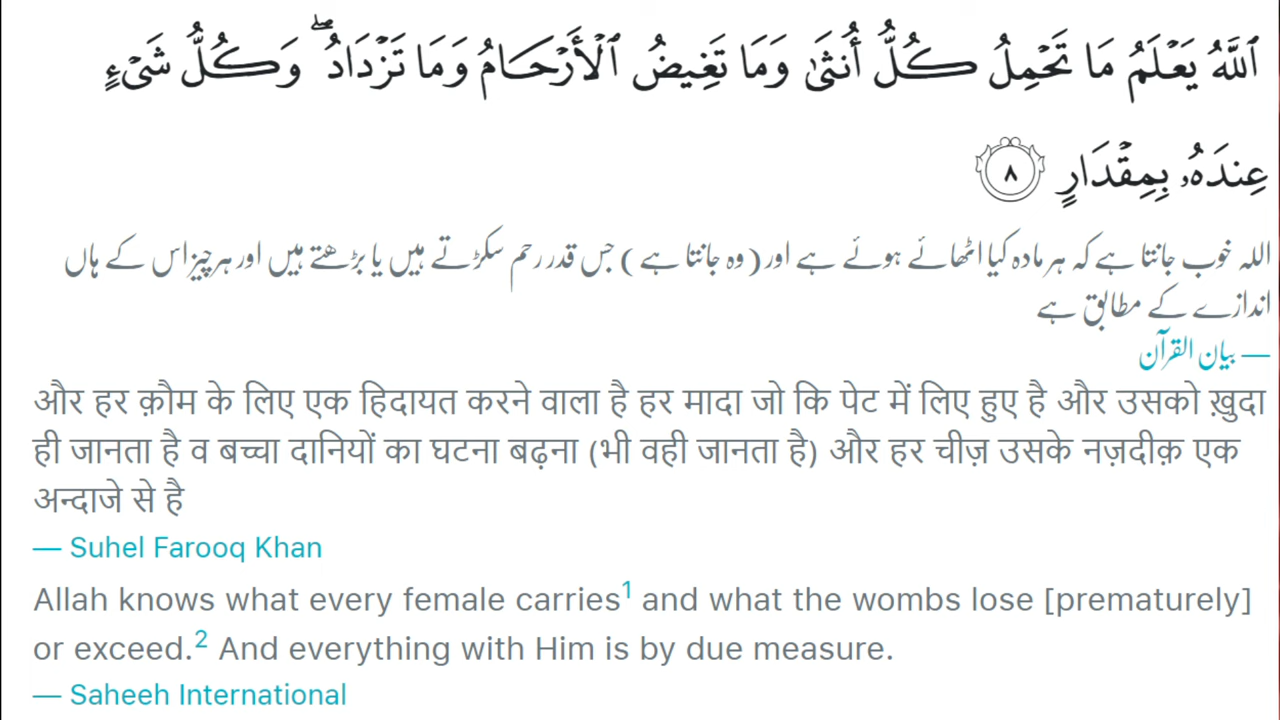 ٱللَّهُ يَعْلَمُ مَا تَحْمِلُ كُلُّ أُنثَىٰ وَمَا تَغِيضُ ٱلْأَرْحَامُ وَمَا تَزْدَادُ ۖ وَكُلُّ شَىْءٍ
عِندَهُۥ بِمِقْدَارٍ ٨
اللہ خوب جانتا ہے کہ ہر مادہ کیا اٹھائے ہوئے ہے اور (وہ جانتا ہے) جس قدر رحم سکڑتے ہیں یا بڑھتے ہیں اور ہرچیز اس کے ہاں
اندازے کے مطابق ہے
— بیان القرآن
और हर क़ौम के लिए एक हिदायत करने वाला है हर मादा जो कि पेट में लिए हुए है और उसको ख़ुदा
ही जानता है व बच्चा दानियों का घटना बढ़ना (भी वही जानता है) और हर चीज़ उसके नज़दीक़ एक
अन्दाजे से है
— Suhel Farooq Khan
Allah knows what every female carries1 and what the wombs lose [prematurely]
or exceed.2 And everything with Him is by due measure.
— Saheeh International